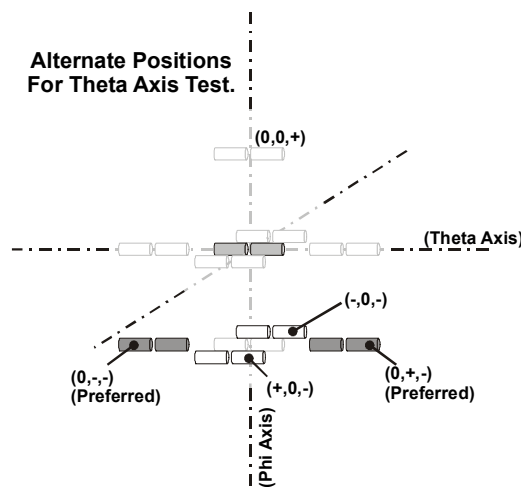 Alternate Positions
For Theta Axis Test.
(0,0,+)
(Theta Axis)
(-,0,-)
(0,-,-)
(Preferred)
(+,0,-)
(0,+,-)
(Preferred)
(Phi Axis)